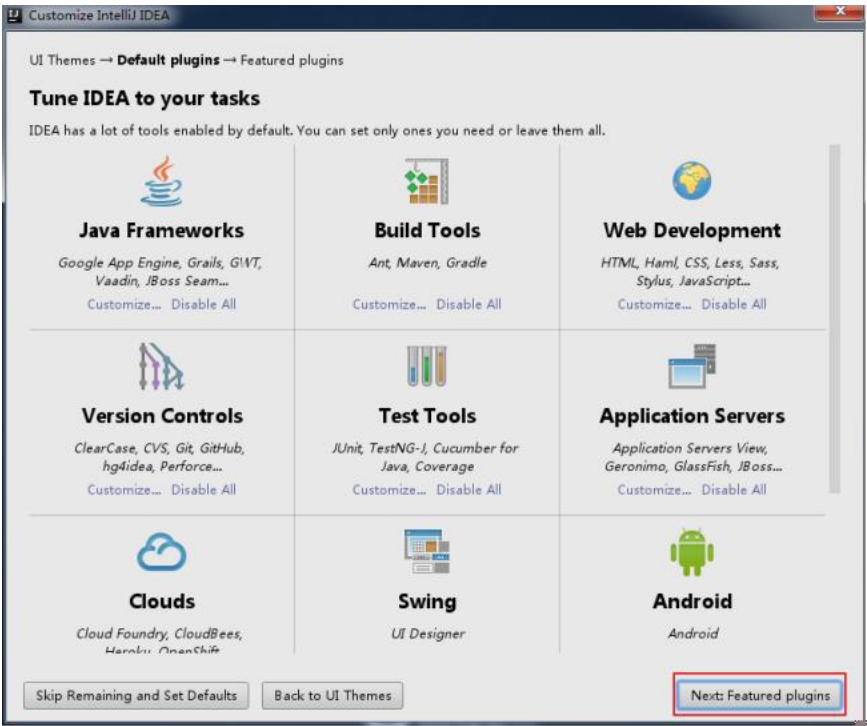 Customize IntelliJ IDEA
UI Themes → Default plugins → Featured plugins
Tune IDEA to your tasks
IDEA has a lot of tools enabled by default. You can set only ones you need or leave them all.
Java Frameworks
Google App Engine, Grails, GWT,
Vaadin, JBoss Seam...
Customize... Disable All
Build Tools
Ant, Maven, Gradle
Customize... Disable All
Web Development
HTML, Haml, CSS, Less, Sass,
Stylus, JavaScript...
Customize... Disable All
Version Controls
ClearCase, CVS, Git, GitHub,
hg4idea, Perforce...
Customize... Disable All
Test Tools
JUnit, TestNG-J, Cucumber for
Java, Coverage
Customize... Disable All
Application Servers
Application Servers View,
Geronimo, GlassFish, JBoss...
Customize... Disable All
Clouds
Cloud Foundry, CloudBees,
Heroku, OpenShift
Swing
UI Designer
Android
Android
Skip Remaining and Set Defaults
Back to UI Themes
Next: Featured plugins